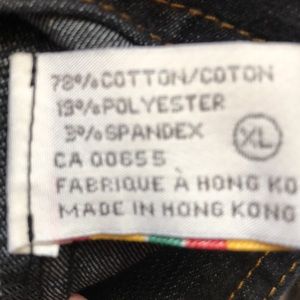 78%COTTON/COTON
19%POLYESTER
3%SPANDEX
XL
CA 00655
FABRIQUE À HONG KO
MADE IN HONG KONG